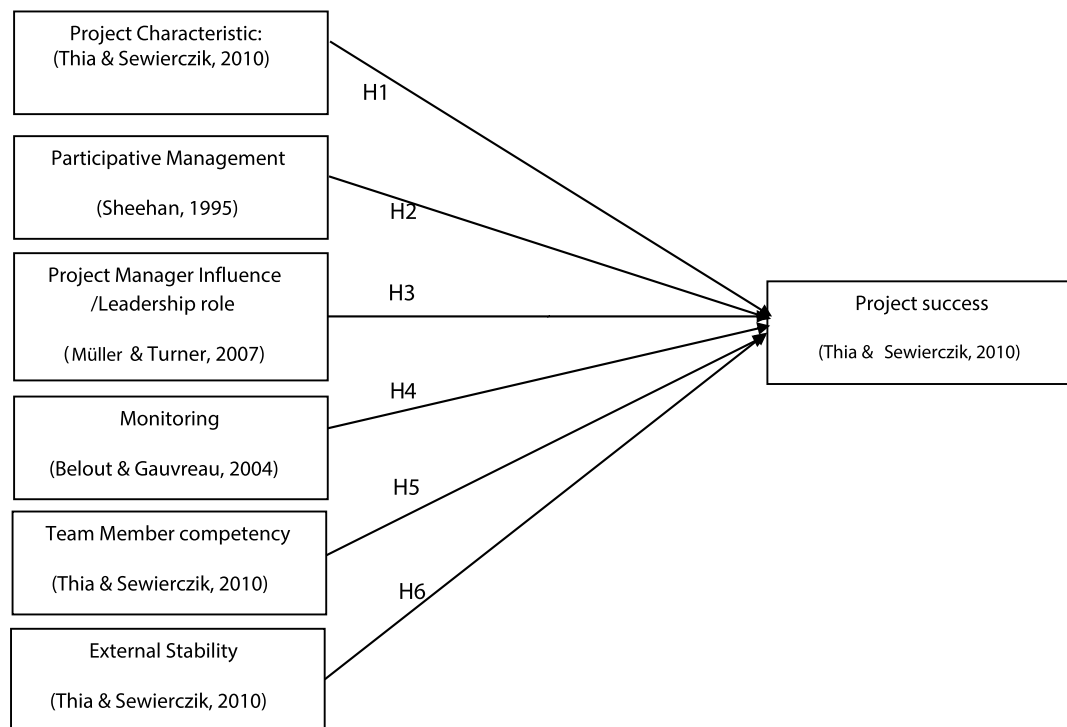 Project Characteristic:
(Thia & Sewierczik, 2010)
H1
Participative Management
(Sheehan, 1995)
H2
Project Manager Influence
/Leadership role
(Müller & Turner, 2007)
H3
Project success
(Thia & Sewierczik, 2010)
Monitoring
(Belout & Gauvreau, 2004)
H4
Team Member competency
(Thia & Sewierczik, 2010)
H5
External Stability
(Thia & Sewierczik, 2010)
H6